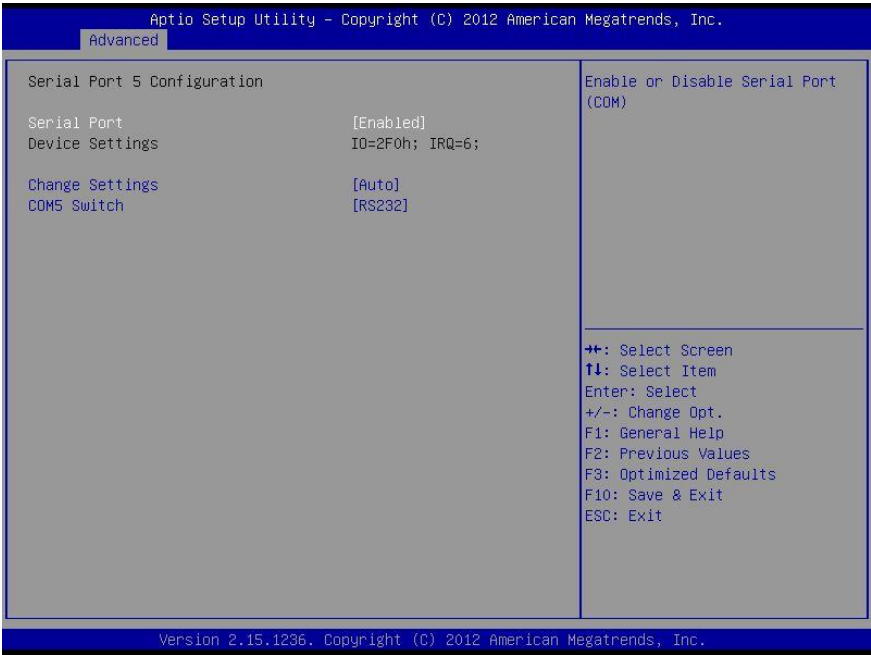 Aptio Setup Utility – Copyright (C) 2012 American Megatrends, Inc.
Advanced
Serial Port 5 Configuration
Serial Port [Enabled]
Device Settings IO=2F0h; IRQ=6;
Change Settings [Auto]
COM5 Switch [RS232]
Enable or Disable Serial Port
(COM)
→←: Select Screen
↑↓: Select Item
Enter: Select
+/-: Change Opt.
F1: General Help
F2: Previous Values
F3: Optimized Defaults
F10: Save & Exit
ESC: Exit
Version 2.15.1236. Copyright (C) 2012 American Megatrends, Inc.